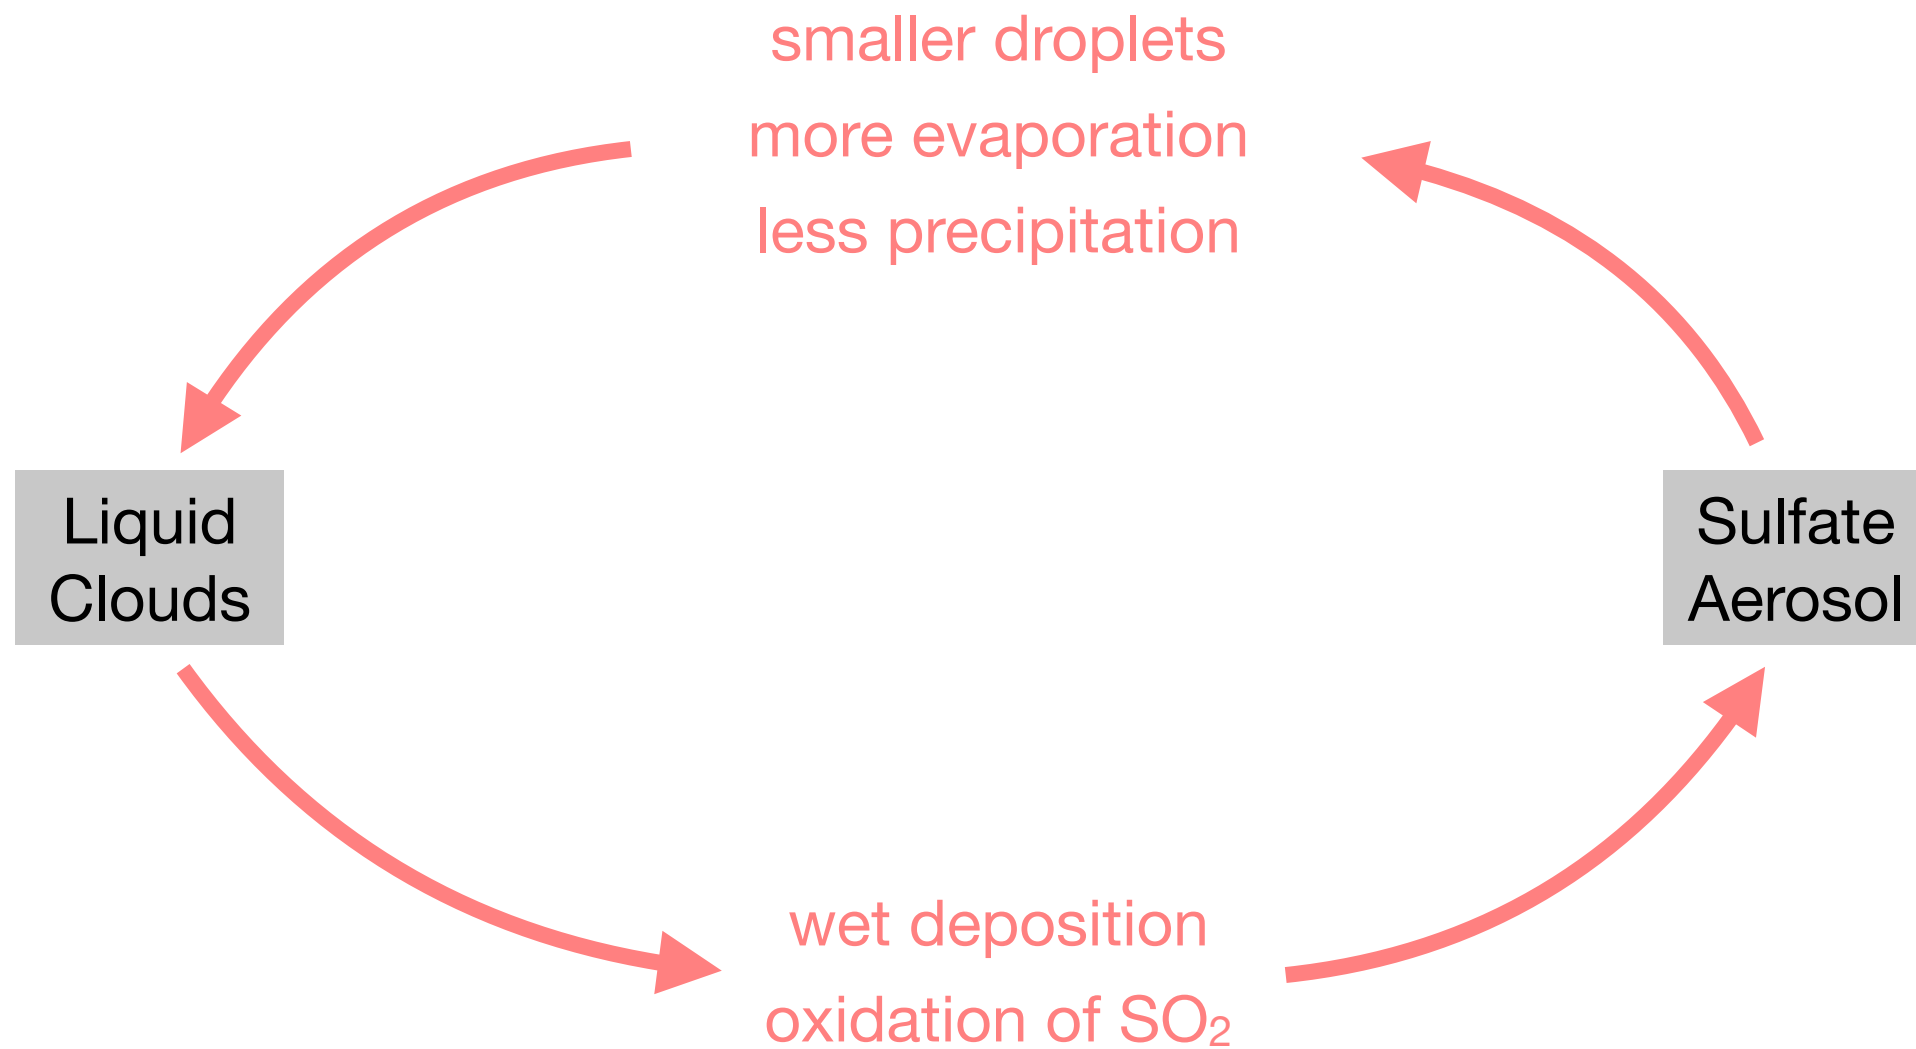 smaller droplets
more evaporation
less precipitation
Liquid
Clouds
Sulfate
Aerosol
wet deposition
oxidation of SO₂